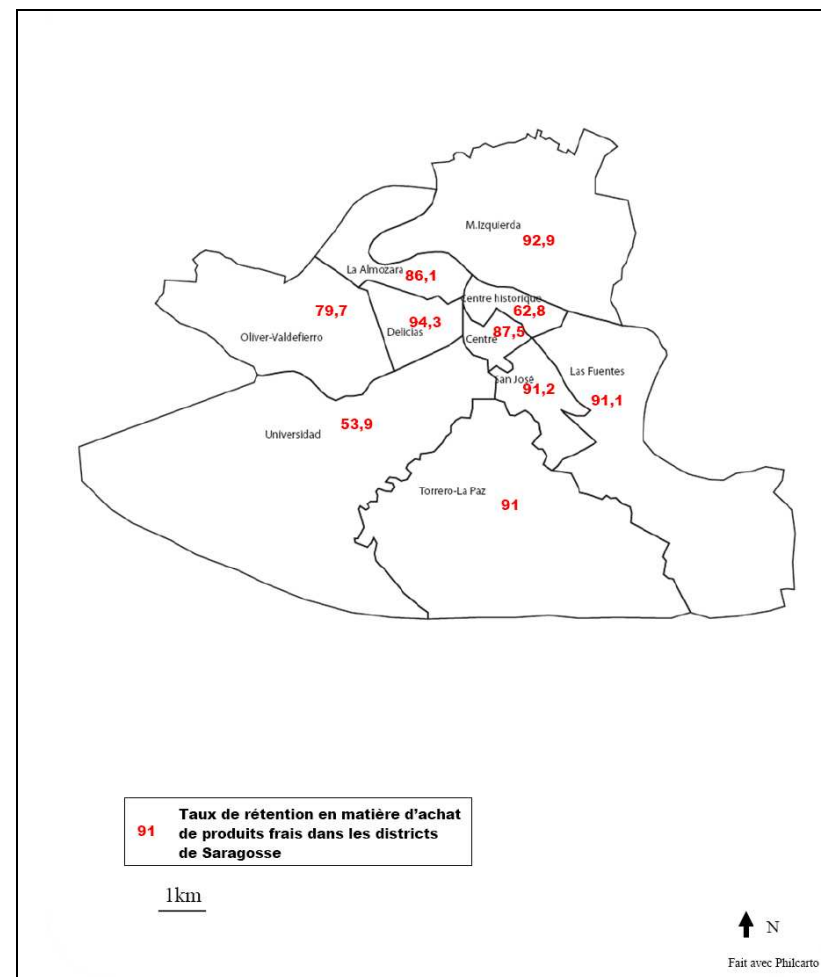 M.Izquierda
92,9
La Almozara
86,1
79,7
Oliver-Valdefierro
94,3
Delicias
Centre historique
62,8
87,5
Centre
San José
91,2
Las Fuentes
91,1
53,9
Universidad
Torrero-La Paz
91
91
Taux de rétention en matière d'achat
de produits frais dans les districts
de Saragosse
1km
N
Fait avec Philcarto